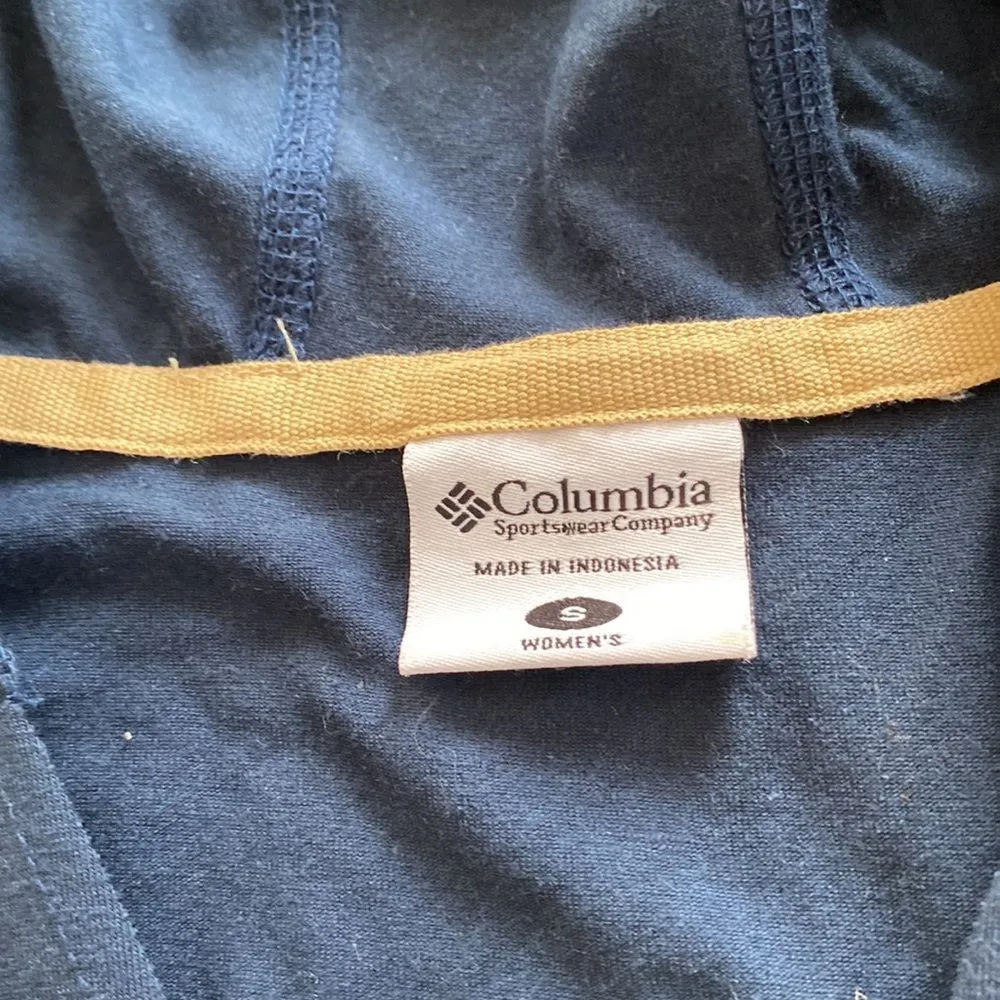 Columbia
Sportswear Company
MADE IN INDONESIA
S
WOMEN'S